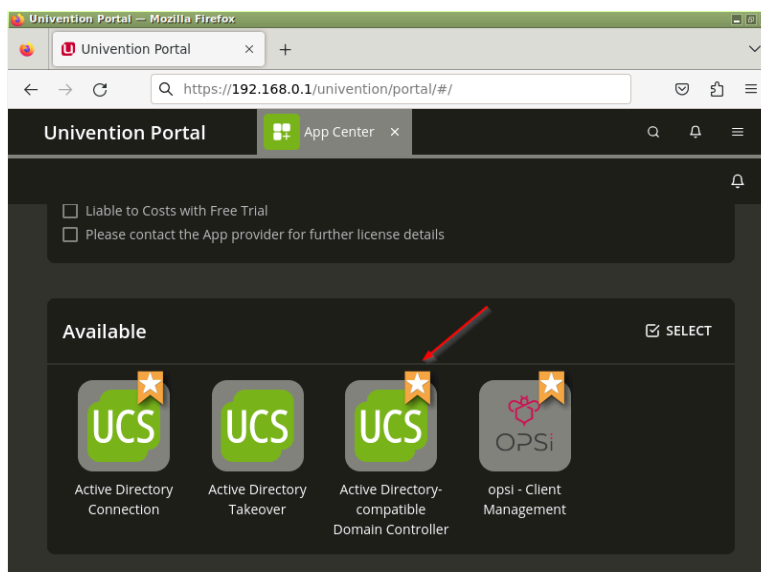 Univention Portal — Mozilla Firefox
Univention Portal
https://192.168.0.1/univention/portal/#/
Univention Portal
App Center
Liable to Costs with Free Trial
Please contact the App provider for further license details
Available
SELECT
UCS
UCS
UCS
OPSi
Active Directory
Connection
Active Directory
Takeover
Active Directory-
compatible
Domain Controller
opsi - Client
Management